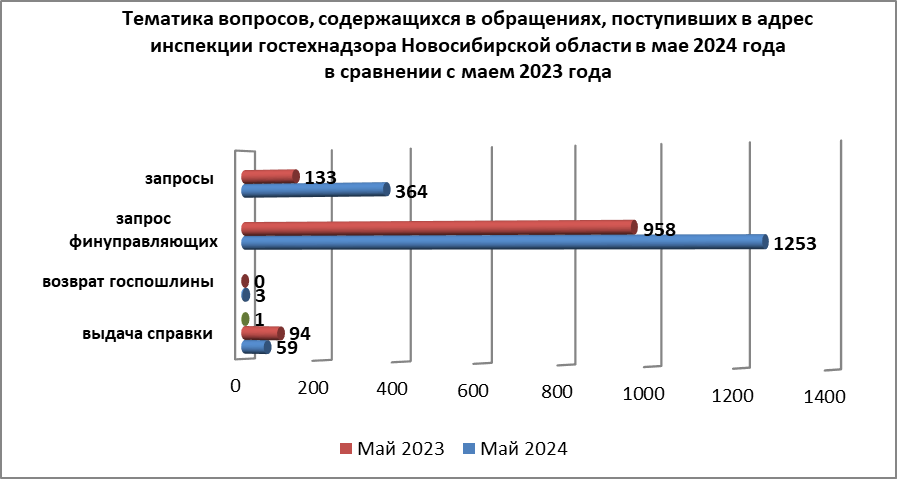 Тематика вопросов, содержащихся в обращениях, поступивших в адрес
инспекции гостехнадзора Новосибирской области в мае 2024 года
в сравнении с маем 2023 года
запросы
133
364
запрос
финуправляющих
958
1253
возврат госпошлины
0
3
1
выдача справки
94
59
0 200 400 600 800 1000 1200 1400
Май 2023 Май 2024